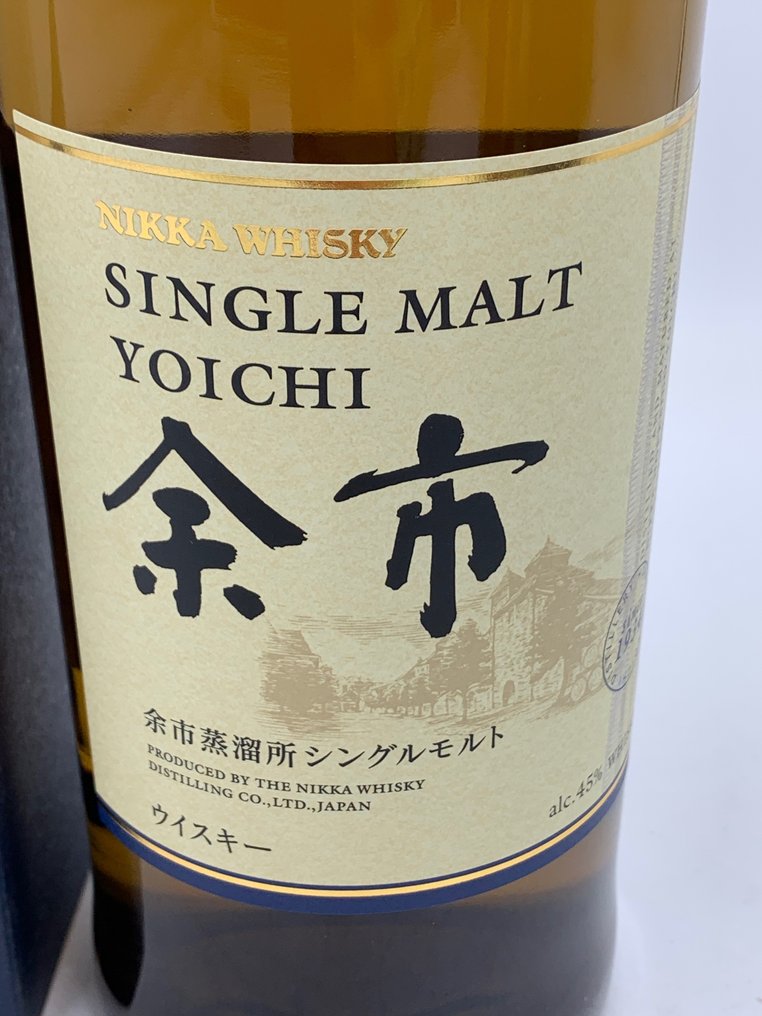 NIKKA WHISKY
SINGLE MALT
YOICHI
余市
余市蒸溜所シングルモルト
PRODUCED BY THE NIKKA WHISKY
DISTILLING CO.,LTD.,JAPAN
ウイスキー
alc.45%